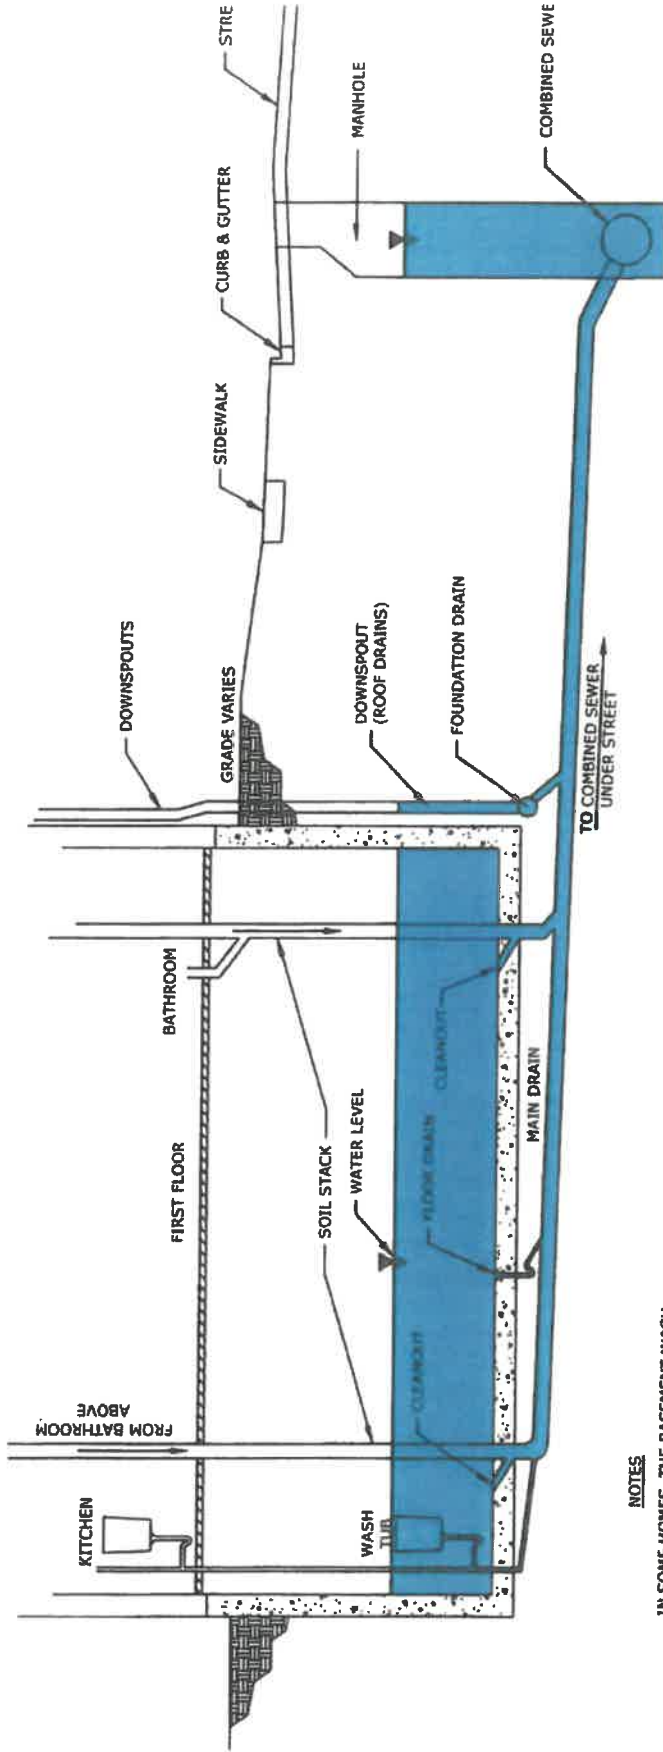 KITCHEN
FROM BATHROOM
ABOVE
FIRST FLOOR
BATHROOM
DOWNSPOUTS
GRADE VARIES
SIDEWALK
CURB & GUTTER
STRE
MANHOLE
COMBINED SEWE
WASH
TUB
SOIL STACK
WATER LEVEL
CLEANOUT
FLOOR DRAIN
CLEANOUT
MAIN DRAIN
DOWNSPOUT
(ROOF DRAINS)
FOUNDATION DRAIN
TO COMBINED SEWER
UNDER STREET
NOTES
IN SOME HOMES, THE BASEMENT WASH